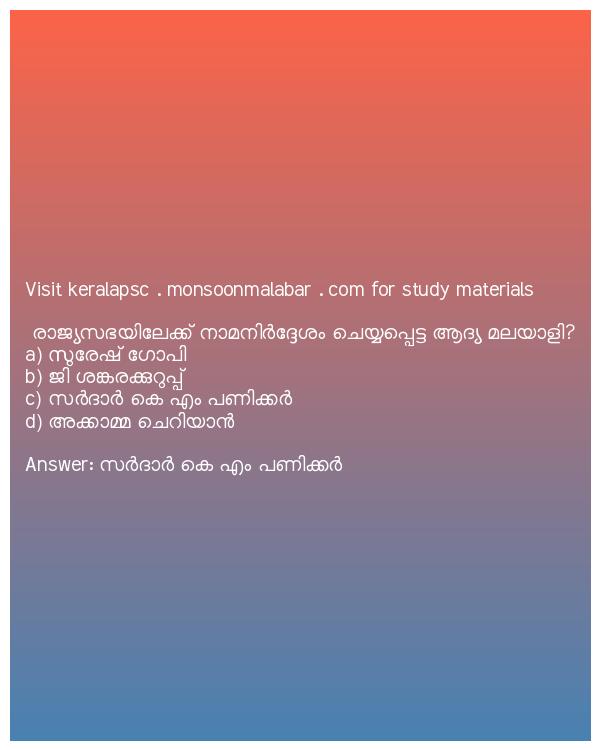 Visit keralapsc . monsoonmalabar . com for study materials
രാജ്യസഭയിലേക്ക് നാമനിർദ്ദേശം ചെയ്യപ്പെട്ട ആദ്യ മലയാളി?
a) സുരേഷ് ഗോപി
b) ജി ശങ്കരക്കുറുപ്പ്
c) സർദാർ കെ എം പണിക്കർ
d) അക്കാമ്മ ചെറിയാൻ
Answer: സർദാർ കെ എം പണിക്കർ